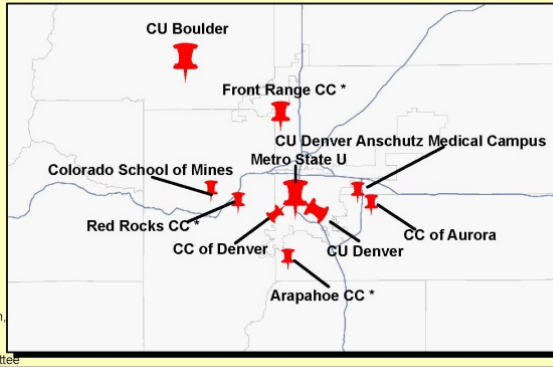 CU Boulder
Front Range CC *
CU Denver Anschutz Medical Campus
Metro State U
Colorado School of Mines
Red Rocks CC *
CC of Aurora
CC of Denver
CU Denver
Arapahoe CC *